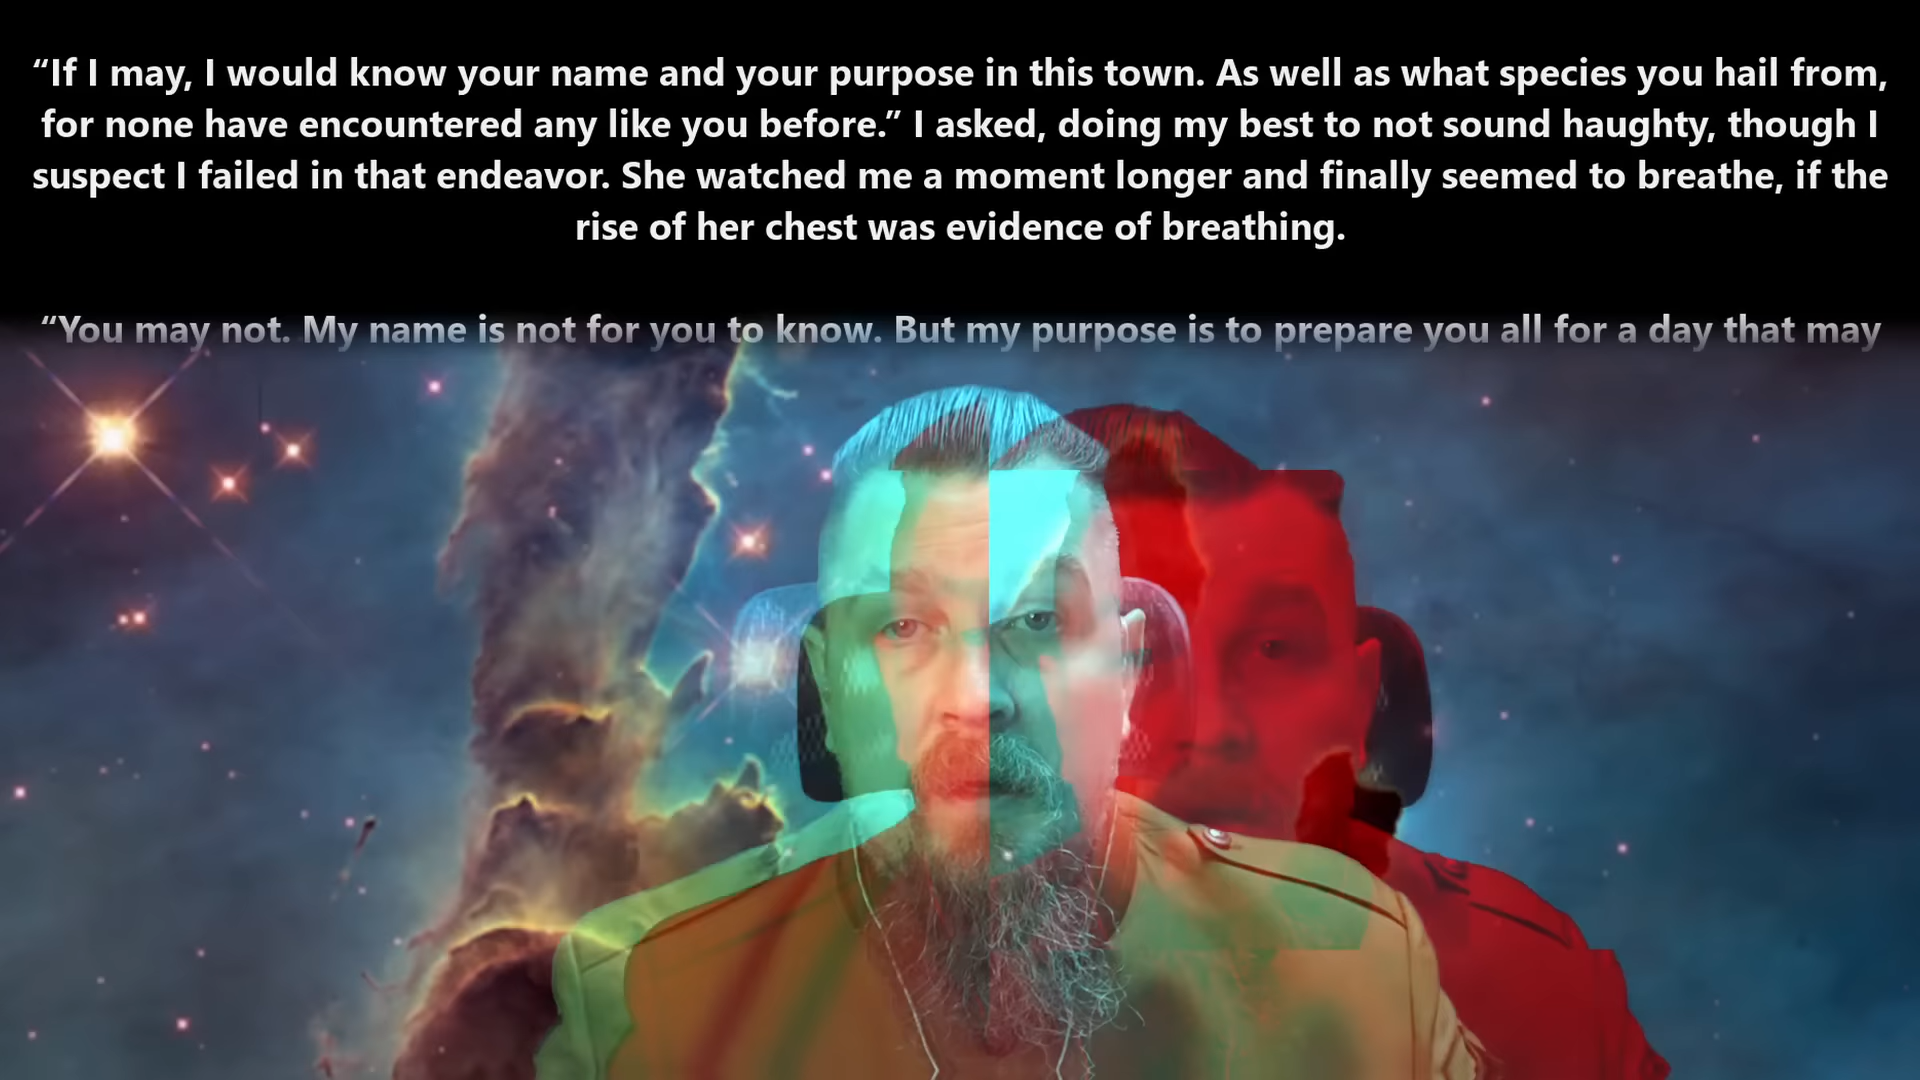 “If I may, I would know your name and your purpose in this town. As well as what species you hail from,
for none have encountered any like you before.” I asked, doing my best to not sound haughty, though I
suspect I failed in that endeavor. She watched me a moment longer and finally seemed to breathe, if the
rise of her chest was evidence of breathing.
“You may not. My name is not for you to know. But my purpose is to prepare you all for a day that may